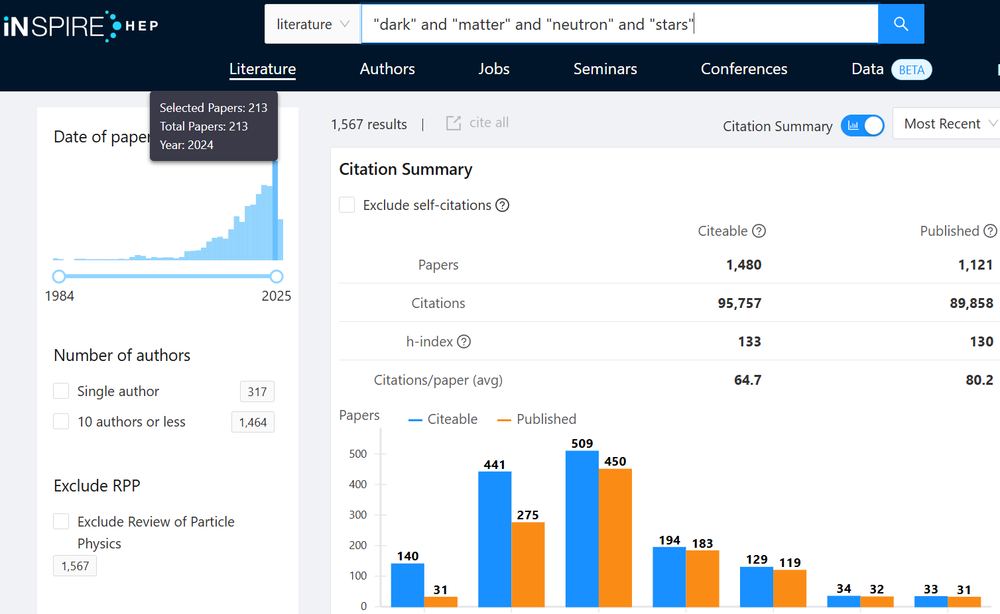 iNSPIRE HEP
literature
"dark" and "matter" and "neutron" and "stars"
Literature
Authors
Jobs
Seminars
Conferences
Data
BETA
Selected Papers: 213
Total Papers: 213
Year: 2024
Date of paper
1984
2025
Number of authors
Single author
317
10 authors or less
1,464
Exclude RPP
Exclude Review of Particle
Physics
1,567
1,567 results
cite all
Citation Summary
Most Recent
Citation Summary
Exclude self-citations
Citeable
Published
Papers 1,480 1,121
Citations 95,757 89,858
h-index 133 130
Citations/paper (avg) 64.7 80.2
Papers
Citeable
Published
500
400
300
200
100
0
140
31
441
275
509
450
194
183
129
119
34
32
33
31